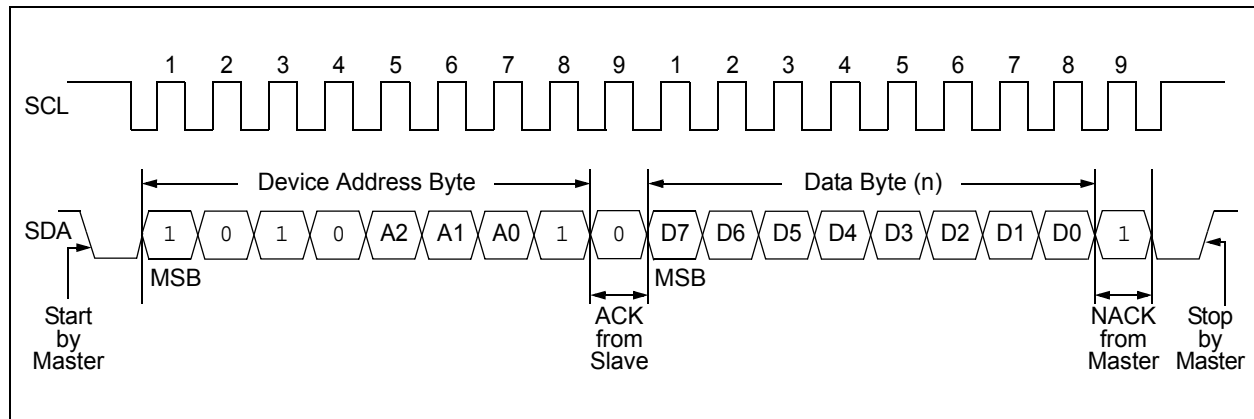 1 2 3 4 5 6 7 8 9 1 2 3 4 5 6 7 8 9
SCL
Device Address Byte Data Byte (n)
SDA 1 0 1 0 A2 A1 A0 1 0 D7 D6 D5 D4 D3 D2 D1 D0 1
MSB MSB
Start by Master
ACK from Slave
NACK from Master
Stop by Master